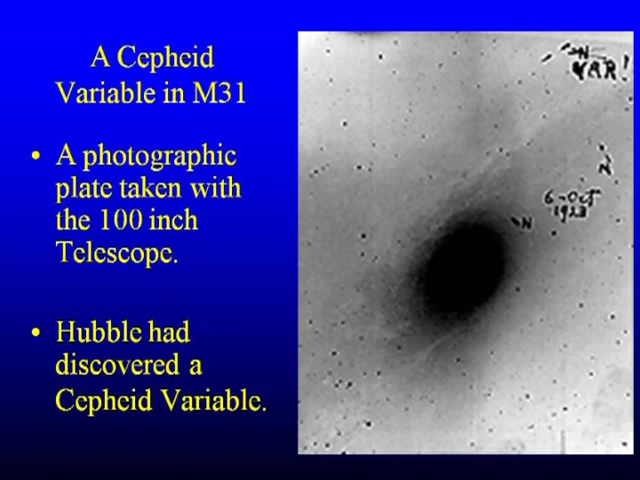 A Cepheid
Variable in M31
• A photographic
plate taken with
the 100 inch
Telescope.
• Hubble had
discovered a
Cepheid Variable.
N
VAR!
N
6-Oct
1923
N